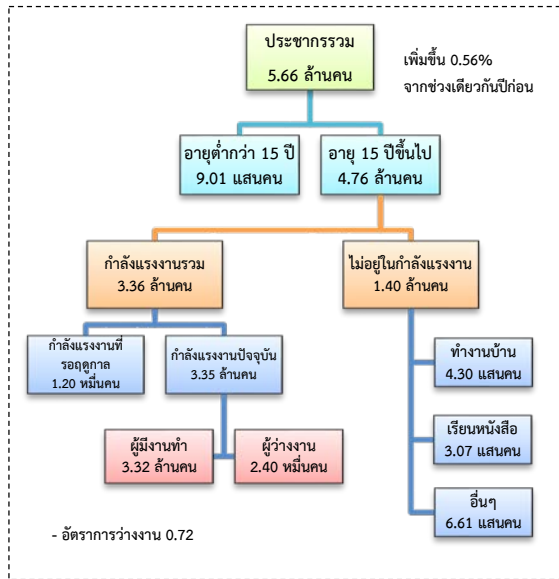 ประชากรรวม
5.66 ล้านคน
เพิ่มขึ้น 0.56%
จากช่วงเดียวกันปีก่อน
อายุต่ำกว่า 15 ปี
9.01 แสนคน
อายุ 15 ปีขึ้นไป
4.76 ล้านคน
กำลังแรงงานรวม
3.36 ล้านคน
ไม่อยู่ในกำลังแรงงาน
1.40 ล้านคน
กำลังแรงงานที่
รอฤดูกาล
1.20 หมื่นคน
กำลังแรงงานปัจจุบัน
3.35 ล้านคน
ทำงานบ้าน
4.30 แสนคน
เรียนหนังสือ
3.07 แสนคน
อื่นๆ
6.61 แสนคน
ผู้มีงานทำ
3.32 ล้านคน
ผู้ว่างงาน
2.40 หมื่นคน
- อัตราการว่างงาน 0.72